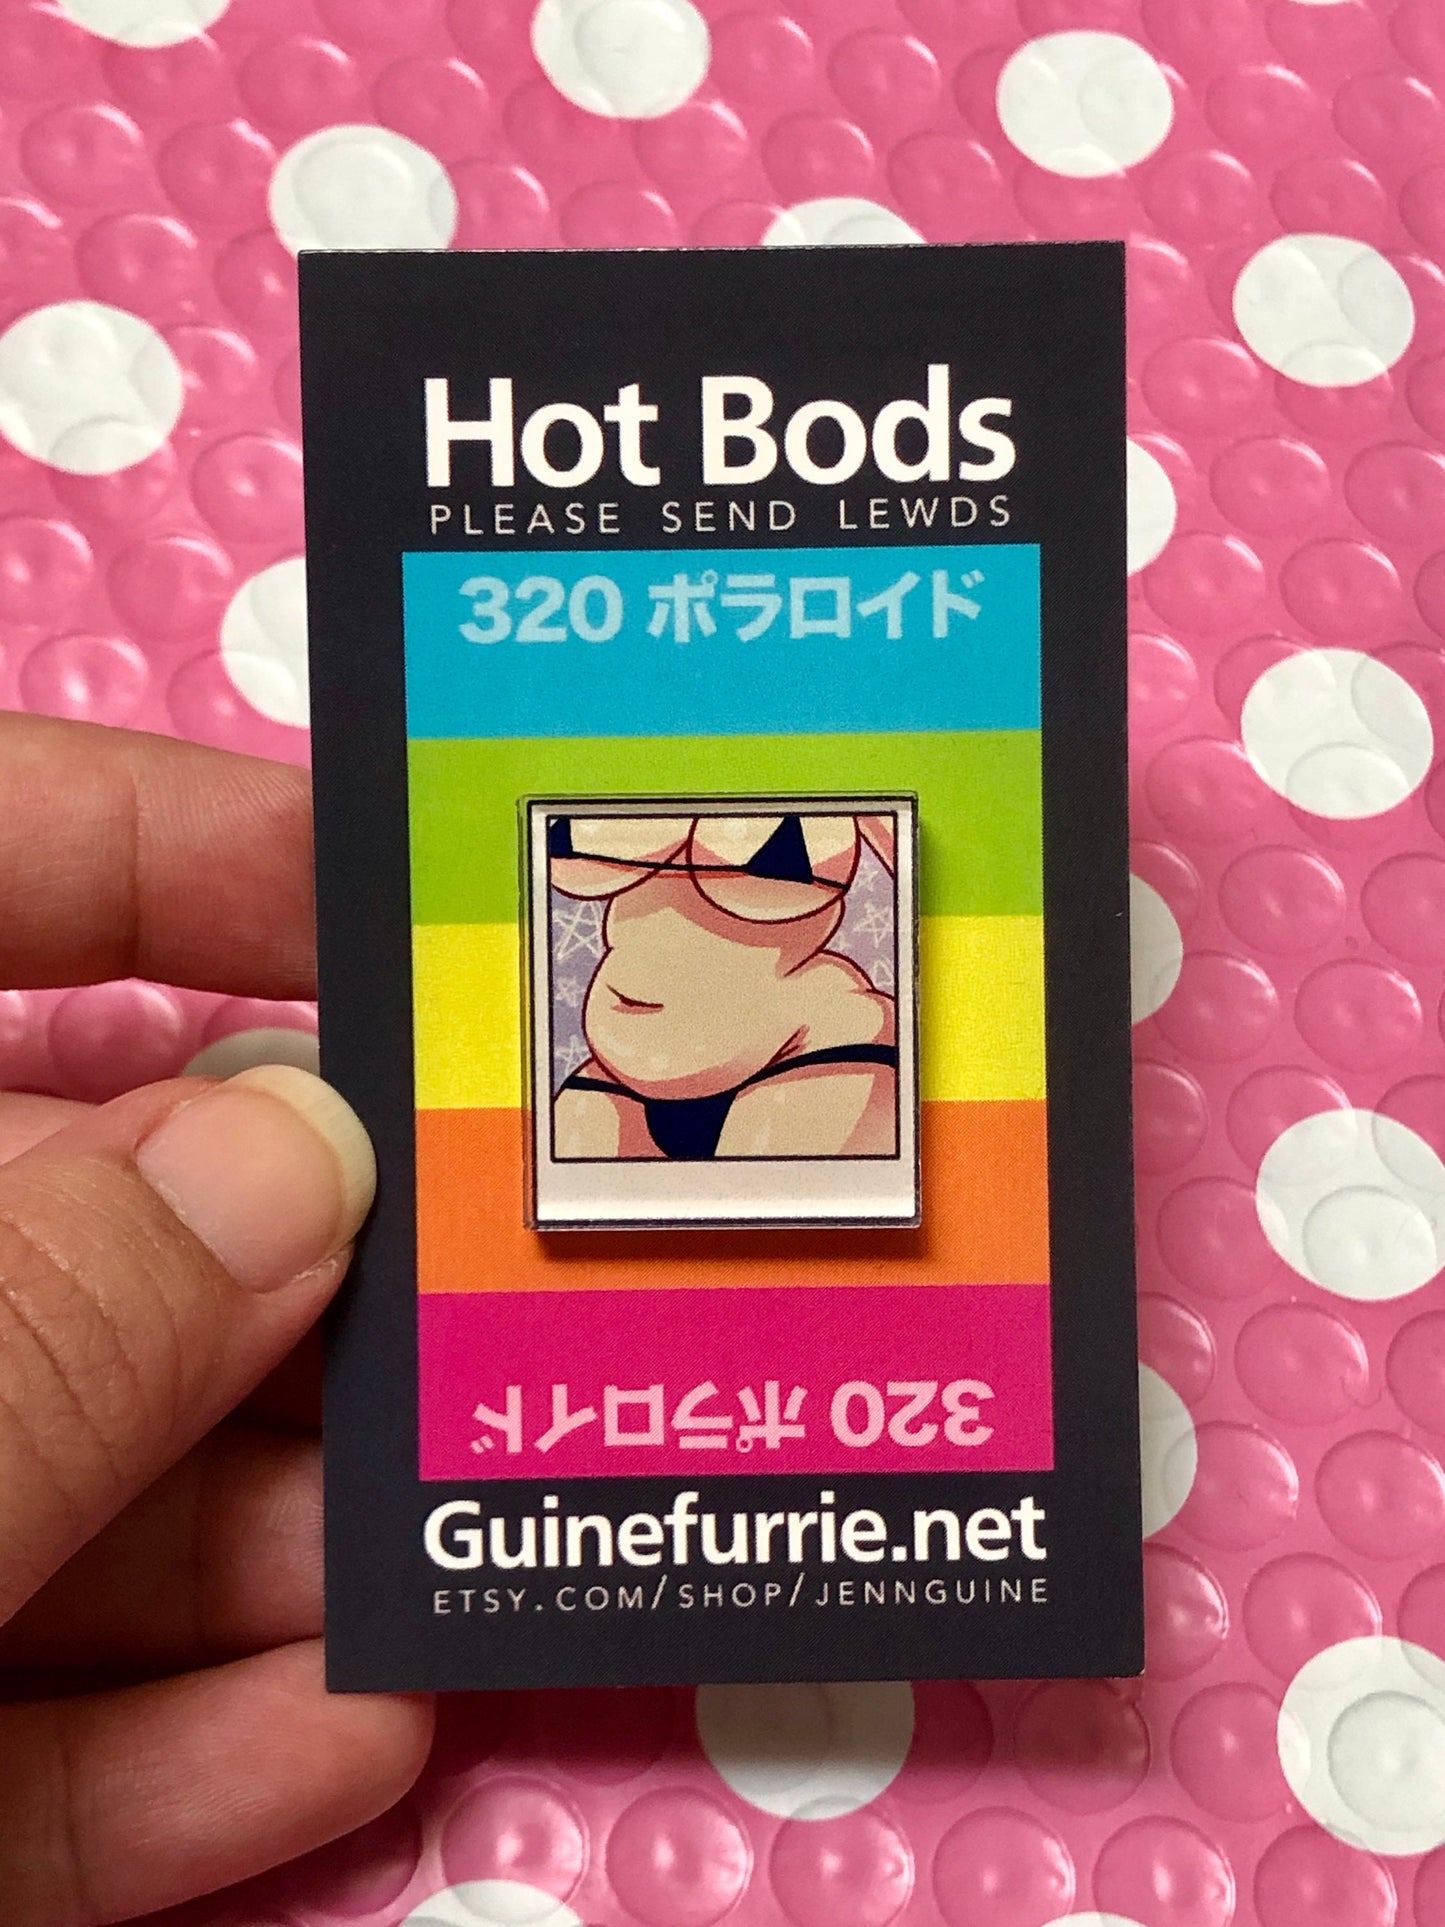 Hot Bods
PLEASE SEND LEWDS
320 ポラロイド
320 ポラロイド
Guinefurrie.net
ETSY.COM/SHOP/JENNGUINE